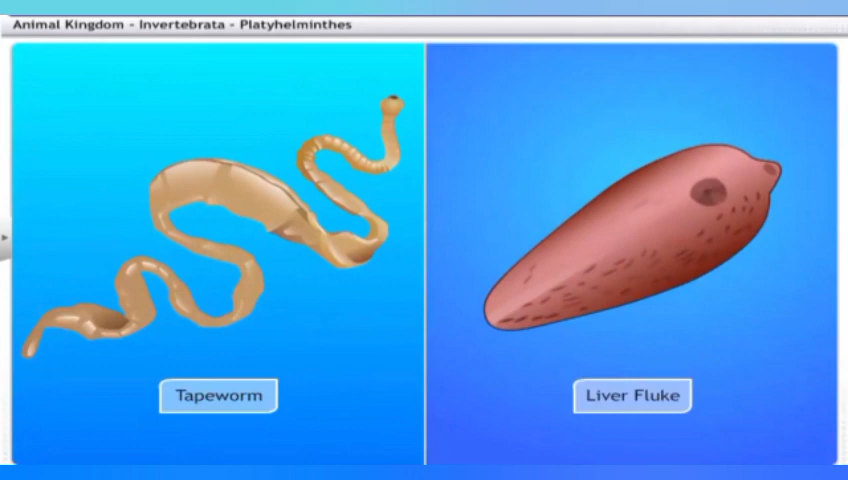 Animal Kingdom - Invertebrata - Platyhelminthes
Tapeworm
Liver Fluke